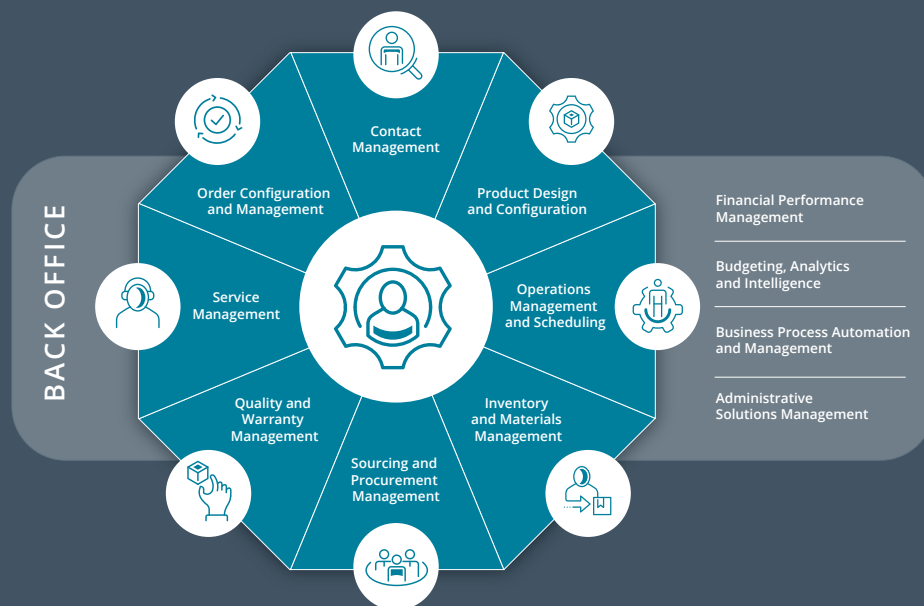 BACK OFFICE
Contact
Management
Product Design
and Configuration
Operations
Management
and Scheduling
Inventory
and Materials
Management
Sourcing and
Procurement
Management
Quality and
Warranty
Management
Service
Management
Order Configuration
and Management
Financial Performance
Management
Budgeting, Analytics
and Intelligence
Business Process Automation
and Management
Administrative
Solutions Management